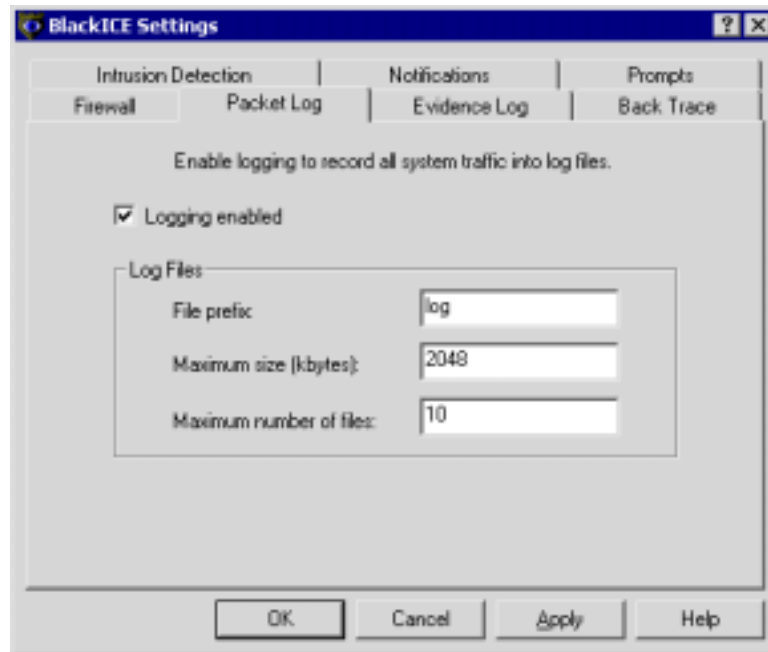 BlackICE Settings
Intrusion Detection Notifications Prompts
Firewall Packet Log Evidence Log Back Trace
Enable logging to record all system traffic into log files.
Logging enabled
Log Files
File prefix: log
Maximum size (kbytes): 2048
Maximum number of files: 10
OK Cancel Apply Help